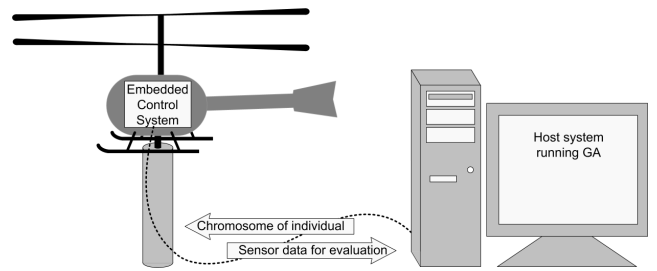 Embedded
Control
System
Host system
running GA
Chromosome of individual
Sensor data for evaluation